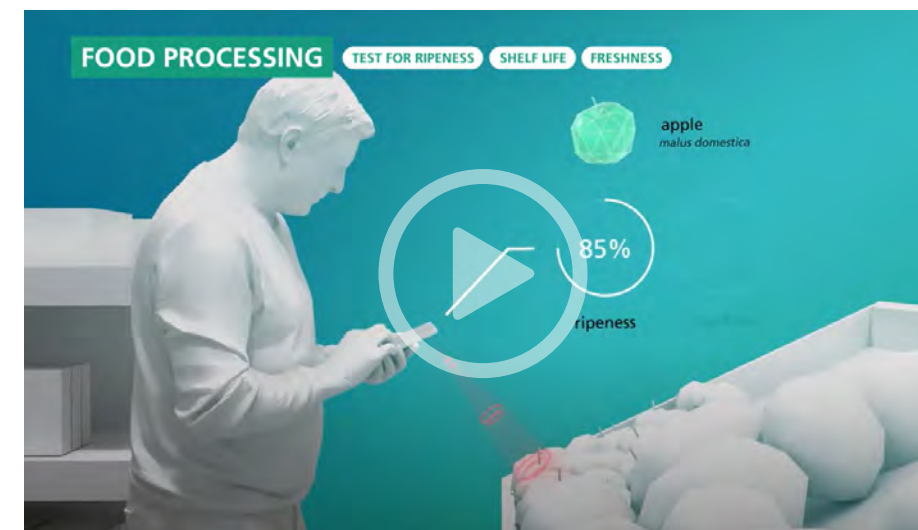 FOOD PROCESSING
TEST FOR RIPENESS
SHELF LIFE
FRESHNESS
apple
malus domestica
85%
ripeness